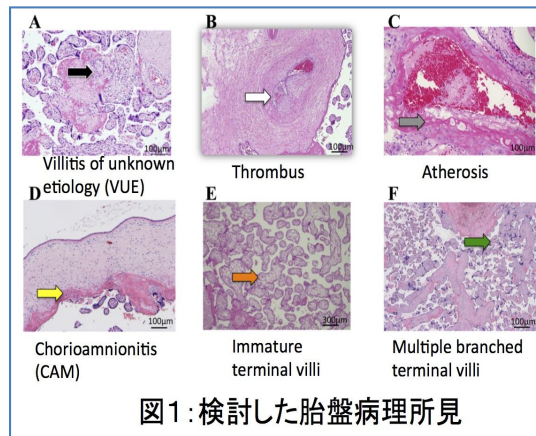 A
B
C
100μm
100μm
100μm
Villitis of unknown
etiology (VUE)
Thrombus
Atherosis
D
E
F
100μm
300μm
100μm
Chorioamnionitis
(CAM)
Immature
terminal villi
Multiple branched
terminal villi
図1:検討した胎盤病理所見